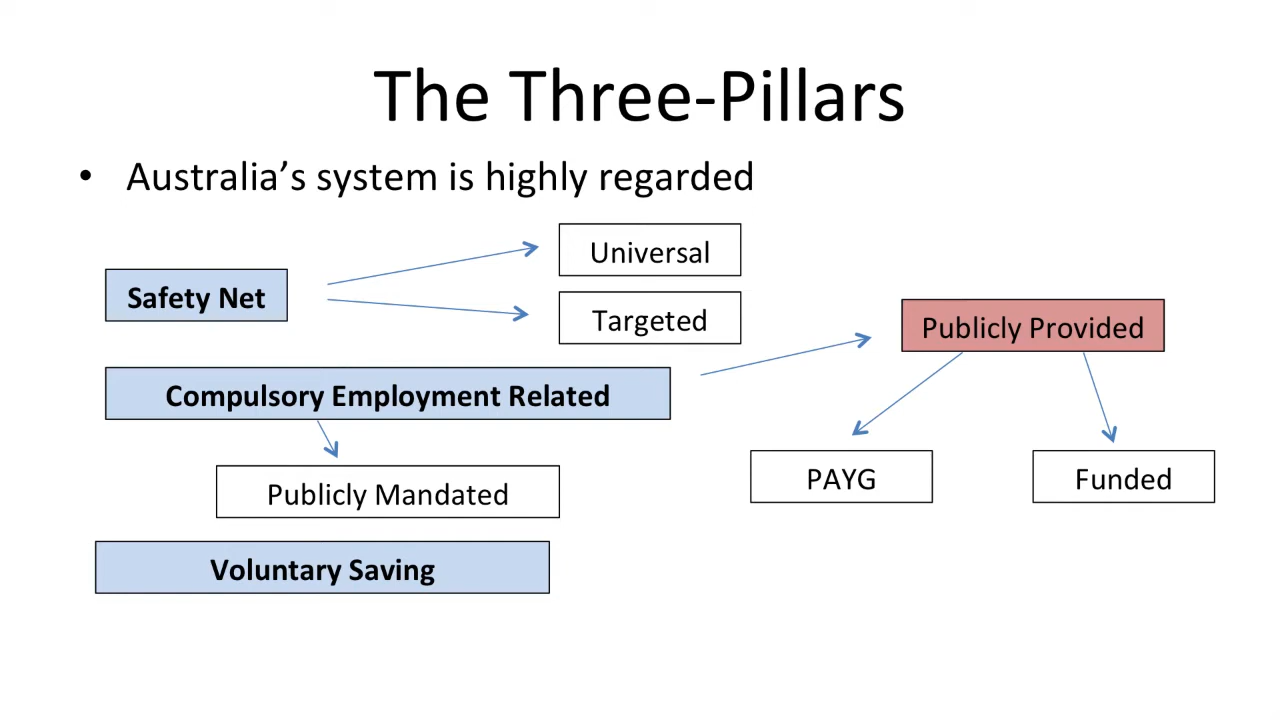 The Three-Pillars
• Australia’s system is highly regarded
Universal
Safety Net
Targeted
Publicly Provided
Compulsory Employment Related
PAYG
Funded
Publicly Mandated
Voluntary Saving